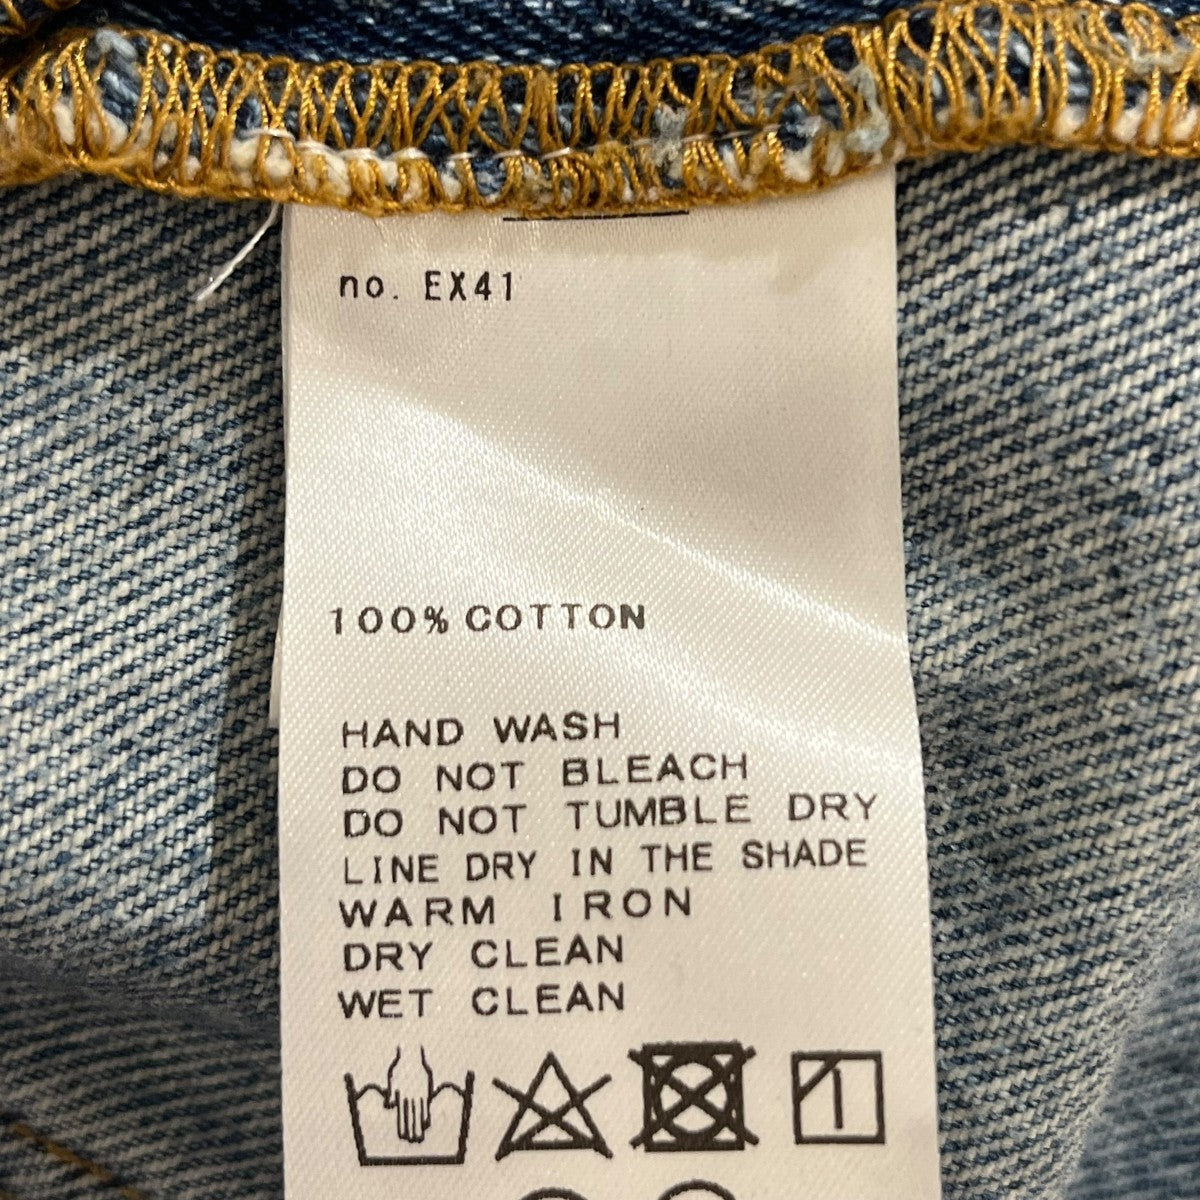 no. EX41
100% COTTON
HAND WASH
DO NOT BLEACH
DO NOT TUMBLE DRY
LINE DRY IN THE SHADE
WARM IRON
DRY CLEAN
WET CLEAN